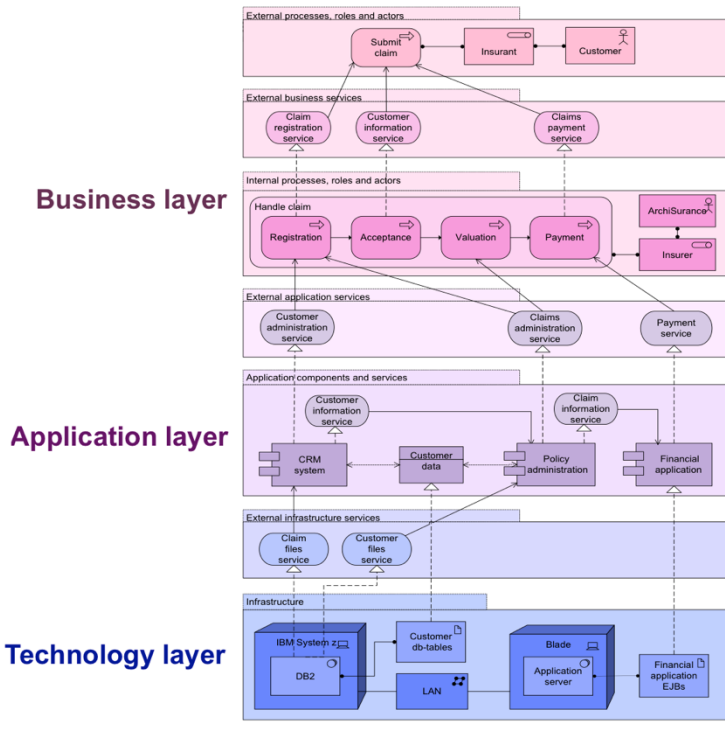 External processes, roles and actors
Submit
claim
Insurant
Customer
External business services
Claim
registration
service
Customer
information
service
Claims
payment
service
Business layer
Internal processes, roles and actors
Handle claim
Registration
Acceptance
Valuation
Payment
ArchiSurance
Insurer
External application services
Customer
administration
service
Claims
administration
service
Payment
service
Application layer
Application components and services
Customer
information
service
Claim
information
service
CRM
system
Customer
data
Policy
administration
Financial
application
External infrastructure services
Claim
files
service
Customer
files
service
Technology layer
Infrastructure
IBM System z
DB2
Customer
db-tables
LAN
Blade
Application
server
Financial
application
EJBs